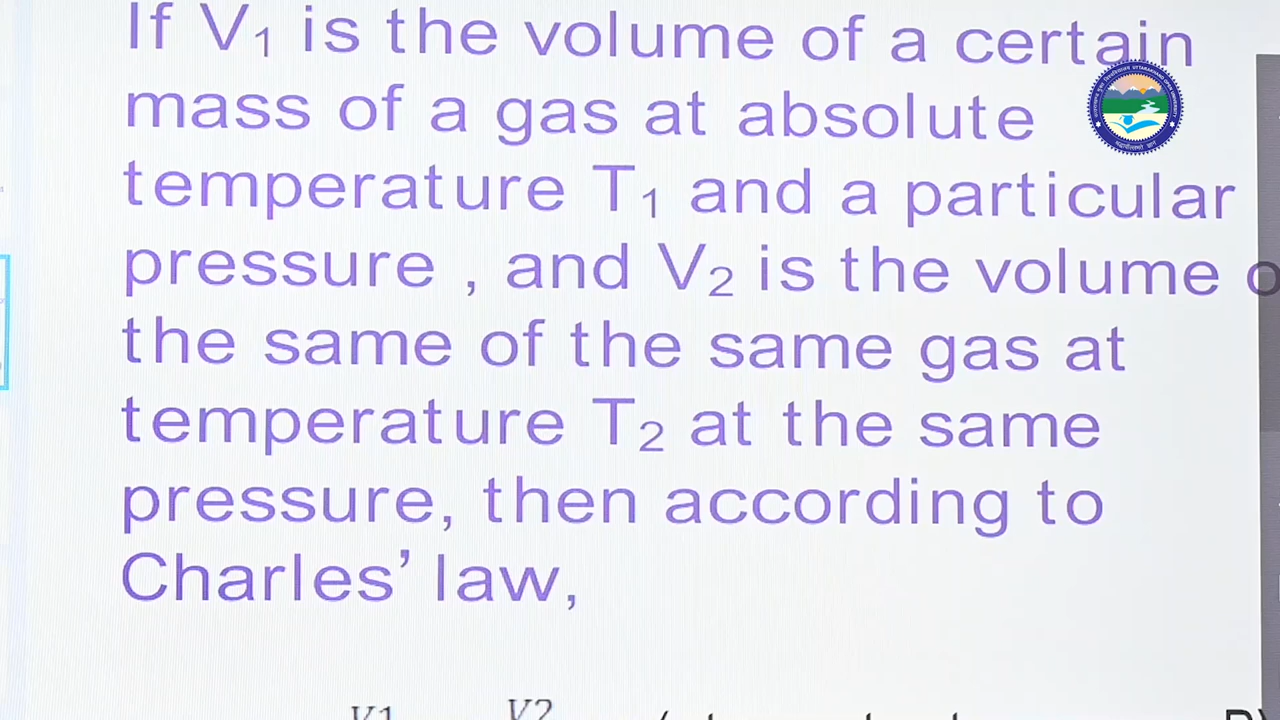 If V₁ is the volume of a certain
mass of a gas at absolute
temperature T₁ and a particular
pressure , and V₂ is the volume
the same of the same gas at
temperature T₂ at the same
pressure, then according to
Charles’ law,
V1 V2